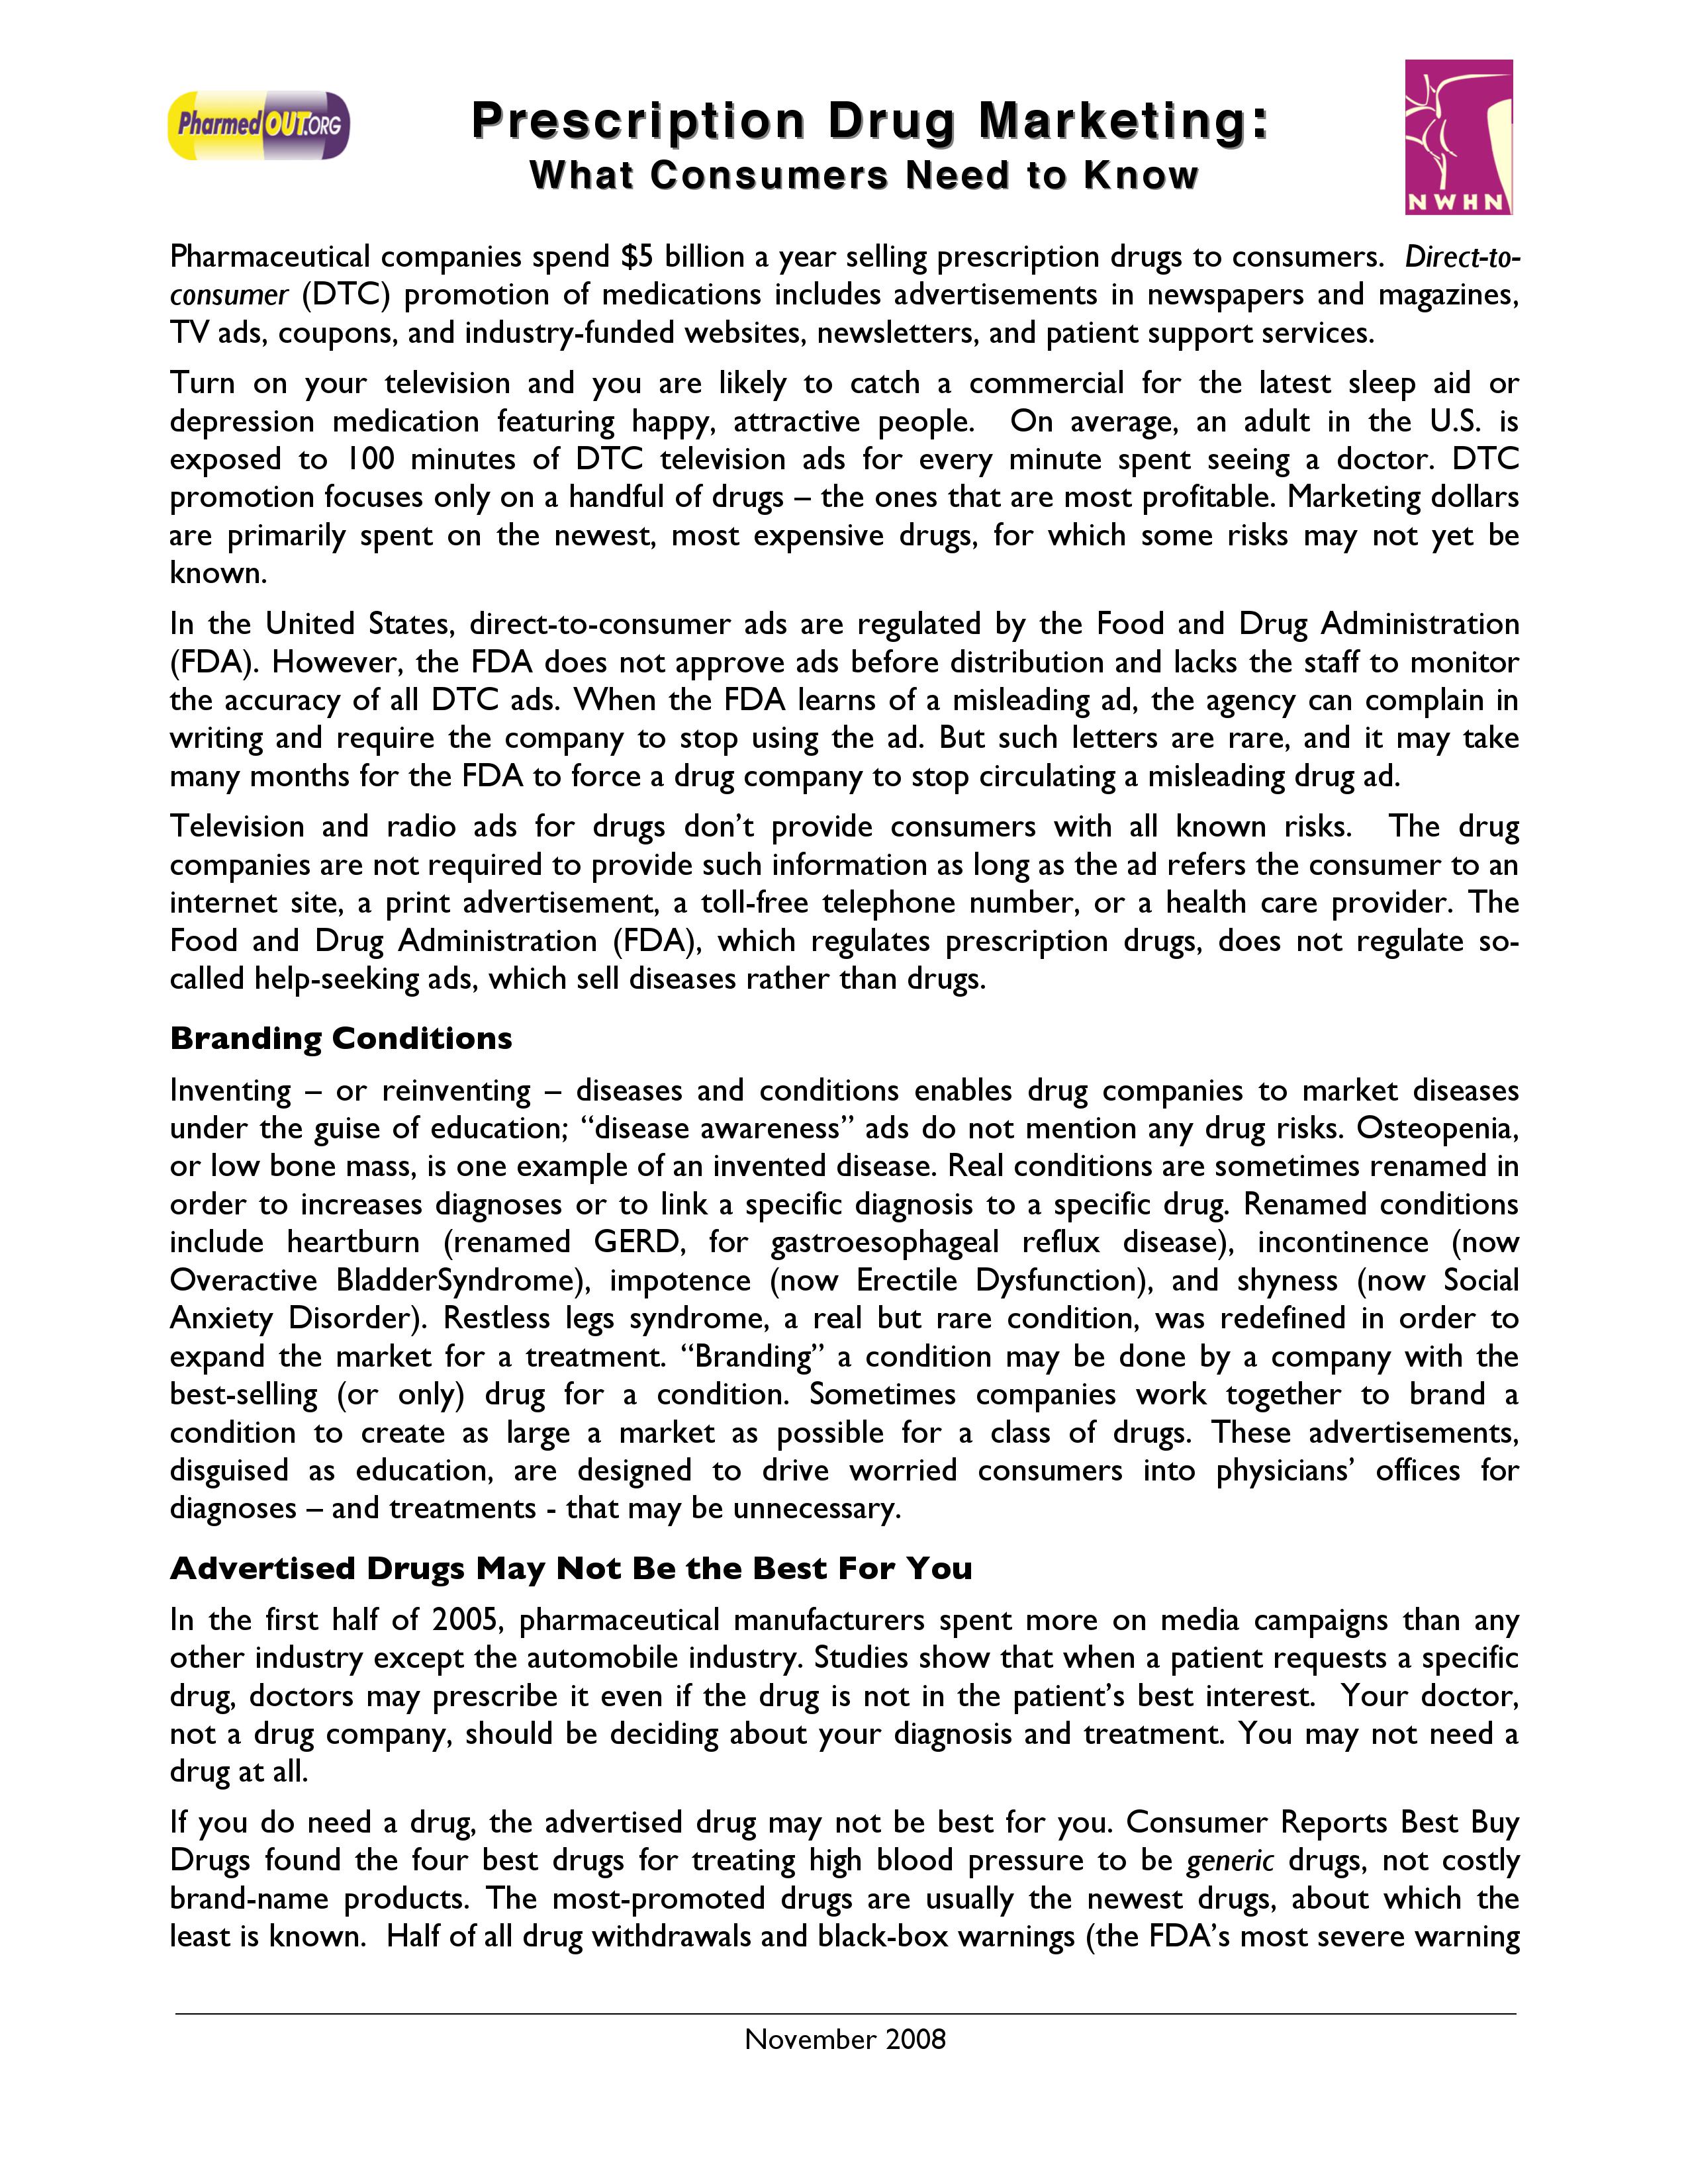 PharmedOUT.ORG
Prescription Drug Marketing:
What Consumers Need to Know
NWHN
Pharmaceutical companies spend $5 billion a year selling prescription drugs to consumers.  Direct-to-
consumer (DTC) promotion of medications includes advertisements in newspapers and magazines,
TV ads, coupons, and industry-funded websites, newsletters, and patient support services.
Turn on your television and you are likely to catch a commercial for the latest sleep aid or
depression medication featuring happy, attractive people.  On average, an adult in the U.S. is
exposed to 100 minutes of DTC television ads for every minute spent seeing a doctor. DTC
promotion focuses only on a handful of drugs – the ones that are most profitable. Marketing dollars
are primarily spent on the newest, most expensive drugs, for which some risks may not yet be
known.
In the United States, direct-to-consumer ads are regulated by the Food and Drug Administration
(FDA). However, the FDA does not approve ads before distribution and lacks the staff to monitor
the accuracy of all DTC ads. When the FDA learns of a misleading ad, the agency can complain in
writing and require the company to stop using the ad. But such letters are rare, and it may take
many months for the FDA to force a drug company to stop circulating a misleading drug ad.
Television and radio ads for drugs don’t provide consumers with all known risks.  The drug
companies are not required to provide such information as long as the ad refers the consumer to an
internet site, a print advertisement, a toll-free telephone number, or a health care provider. The
Food and Drug Administration (FDA), which regulates prescription drugs, does not regulate so-
called help-seeking ads, which sell diseases rather than drugs.
Branding Conditions
Inventing – or reinventing – diseases and conditions enables drug companies to market diseases
under the guise of education; “disease awareness” ads do not mention any drug risks. Osteopenia,
or low bone mass, is one example of an invented disease. Real conditions are sometimes renamed in
order to increases diagnoses or to link a specific diagnosis to a specific drug. Renamed conditions
include heartburn (renamed GERD, for gastroesophageal reflux disease), incontinence (now
Overactive BladderSyndrome), impotence (now Erectile Dysfunction), and shyness (now Social
Anxiety Disorder). Restless legs syndrome, a real but rare condition, was redefined in order to
expand the market for a treatment. “Branding” a condition may be done by a company with the
best-selling (or only) drug for a condition. Sometimes companies work together to brand a
condition to create as large a market as possible for a class of drugs. These advertisements,
disguised as education, are designed to drive worried consumers into physicians’ offices for
diagnoses – and treatments - that may be unnecessary.
Advertised Drugs May Not Be the Best For You
In the first half of 2005, pharmaceutical manufacturers spent more on media campaigns than any
other industry except the automobile industry. Studies show that when a patient requests a specific
drug, doctors may prescribe it even if the drug is not in the patient’s best interest.  Your doctor,
not a drug company, should be deciding about your diagnosis and treatment. You may not need a
drug at all.
If you do need a drug, the advertised drug may not be best for you. Consumer Reports Best Buy
Drugs found the four best drugs for treating high blood pressure to be generic drugs, not costly
brand-name products. The most-promoted drugs are usually the newest drugs, about which the
least is known.  Half of all drug withdrawals and black-box warnings (the FDA’s most severe warning
November 2008